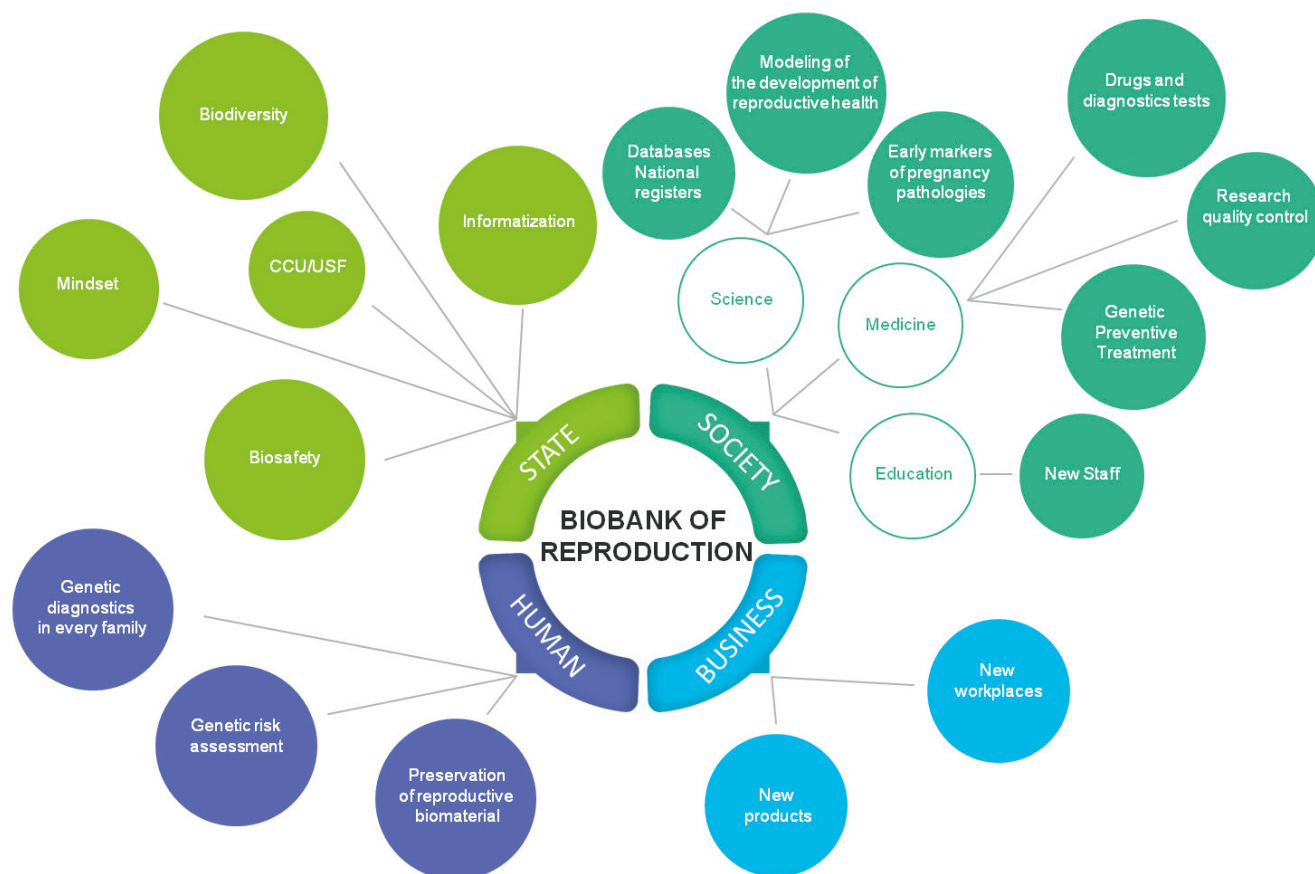 Biodiversity
Mindset
CCU/USF
Informatization
Biosafety
STATE
Modeling of
the development of
reproductive health
Databases
National
registers
Early markers
of pregnancy
pathologies
Drugs and
diagnostics tests
Research
quality control
Genetic
Preventive
Treatment
Science
Medicine
Education
New Staff
SOCIETY
BIOBANK OF
REPRODUCTION
HUMAN
BUSINESS
Genetic
diagnostics
in every family
Genetic risk
assessment
Preservation
of reproductive
biomaterial
New
workplaces
New
products